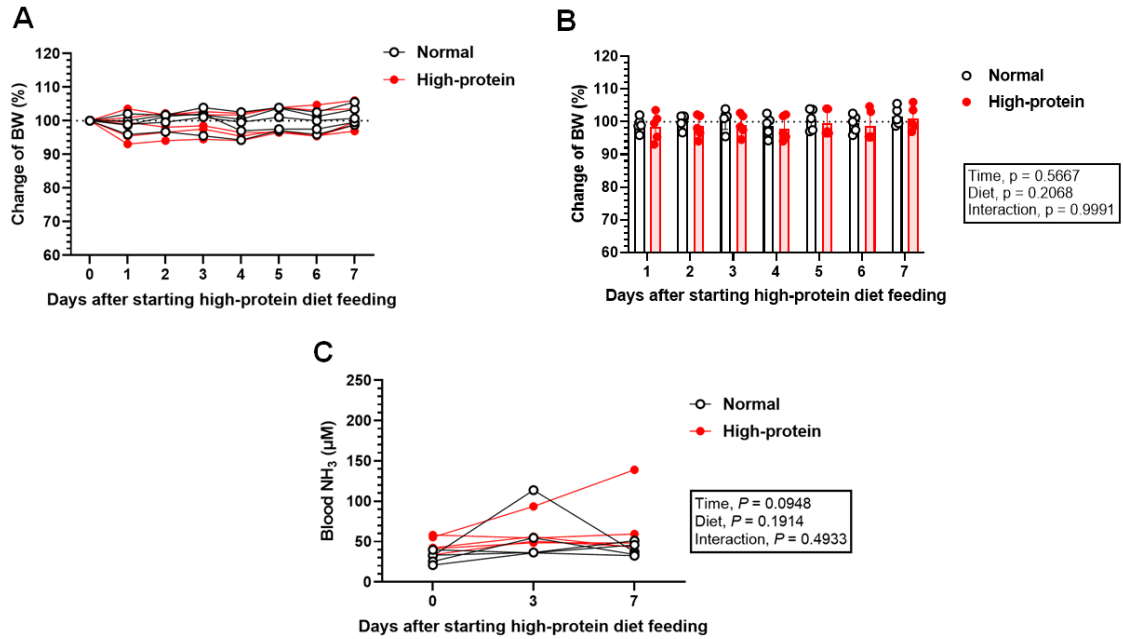 A
120
110
100
90
80
70
60
Change of BW (%)
0 1 2 3 4 5 6 7
Days after starting high-protein diet feeding
Normal
High-protein
B
120
110
100
90
80
70
60
Change of BW (%)
1 2 3 4 5 6 7
Days after starting high-protein diet feeding
Normal
High-protein
Time, p = 0.5667
Diet, p = 0.2068
Interaction, p = 0.9991
C
250
200
150
100
50
0
Blood NH₃ (μM)
0 3 7
Days after starting high-protein diet feeding
Normal
High-protein
Time, P = 0.0948
Diet, P = 0.1914
Interaction, P = 0.4933